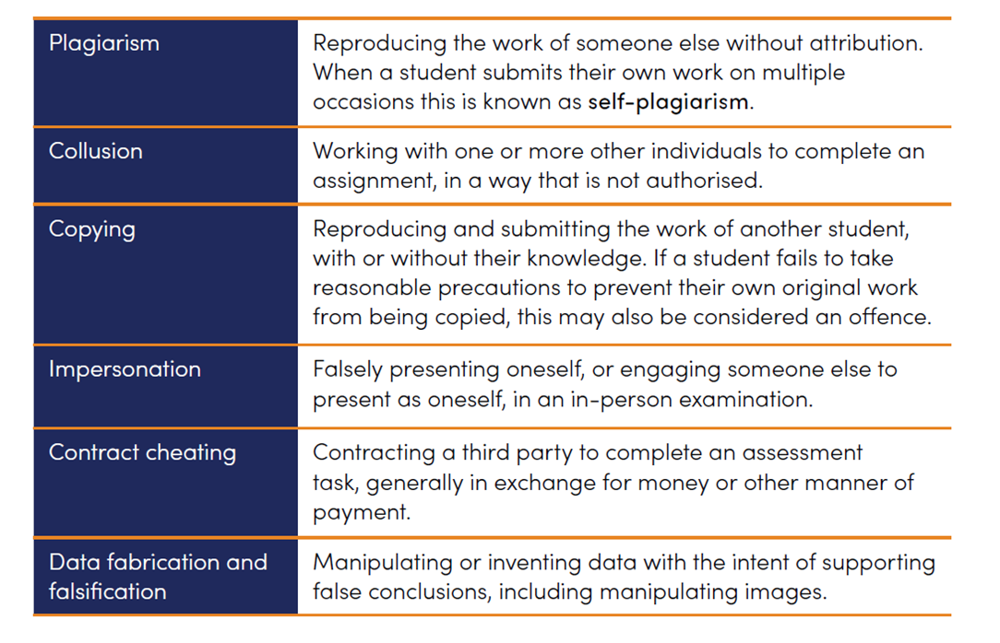 Plagiarism
Reproducing the work of someone else without attribution.
When a student submits their own work on multiple
occasions this is known as self-plagiarism.
Collusion
Working with one or more other individuals to complete an
assignment, in a way that is not authorised.
Copying
Reproducing and submitting the work of another student,
with or without their knowledge. If a student fails to take
reasonable precautions to prevent their own original work
from being copied, this may also be considered an offence.
Impersonation
Falsely presenting oneself, or engaging someone else to
present as oneself, in an in-person examination.
Contract cheating
Contracting a third party to complete an assessment
task, generally in exchange for money or other manner of
payment.
Data fabrication and
falsification
Manipulating or inventing data with the intent of supporting
false conclusions, including manipulating images.